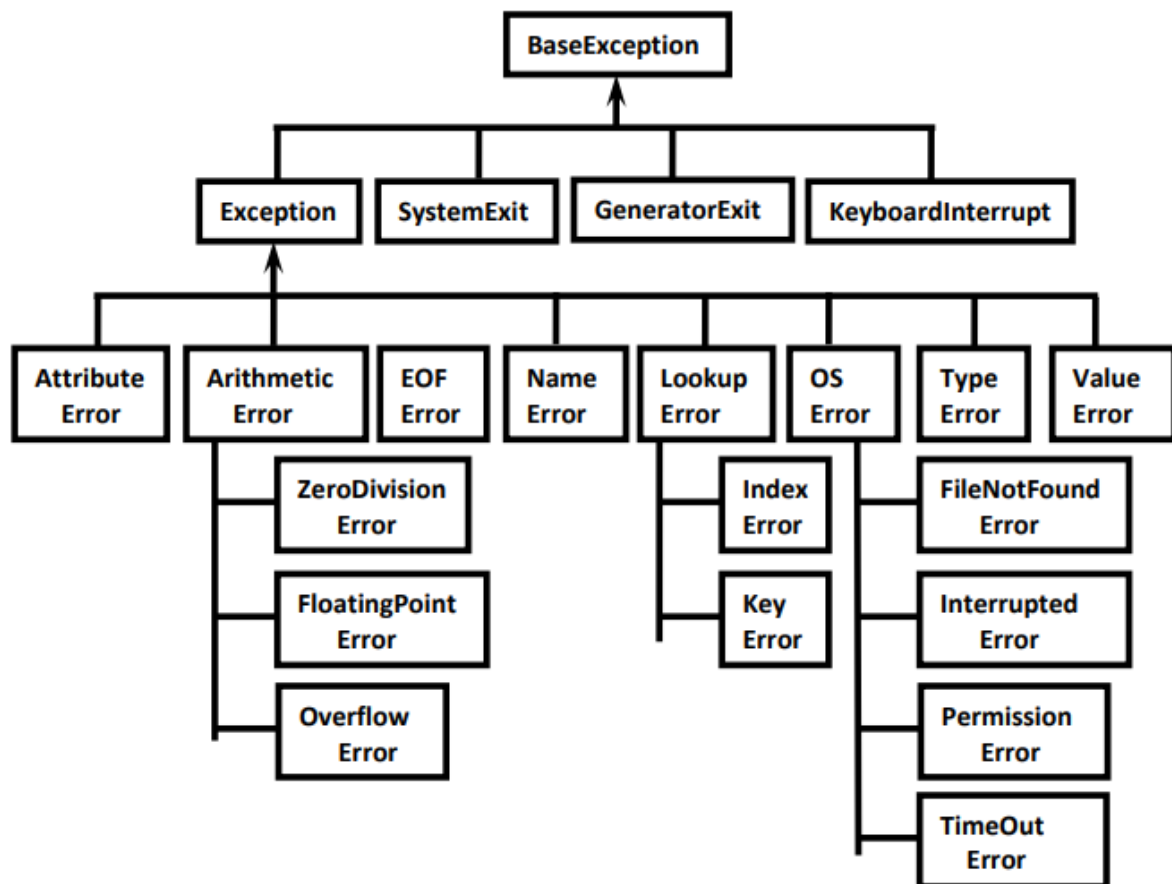 BaseException
Exception
SystemExit
GeneratorExit
KeyboardInterrupt
Attribute
Error
Arithmetic
Error
EOF
Error
Name
Error
Lookup
Error
OS
Error
Type
Error
Value
Error
ZeroDivision
Error
FloatingPoint
Error
Overflow
Error
Index
Error
Key
Error
FileNotFound
Error
Interrupted
Error
Permission
Error
TimeOut
Error